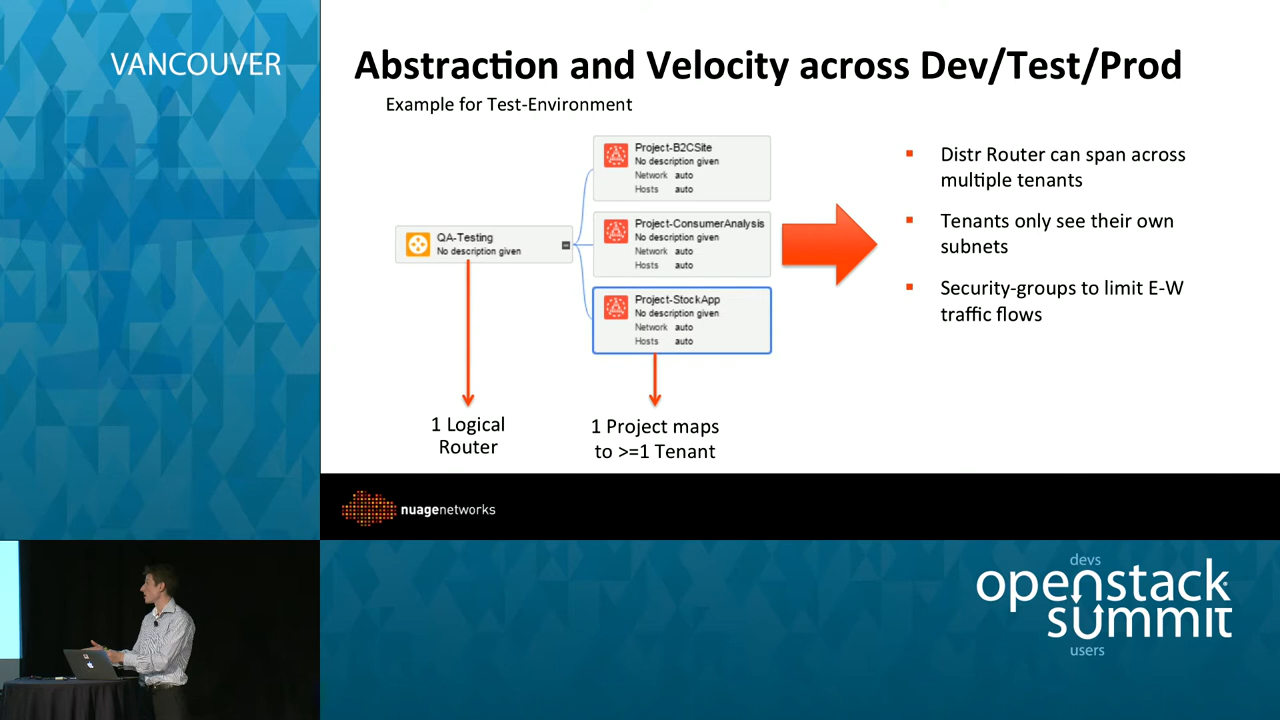 VANCOUVER
Abstraction and Velocity across Dev/Test/Prod
Example for Test-Environment
QA-Testing
No description given
Project-B2CSite
No description given
Network auto
Hosts auto
Project-ConsumerAnalysis
No description given
Network auto
Hosts auto
Project-StockApp
No description given
Network auto
Hosts auto
1 Logical
Router
1 Project maps
to >=1 Tenant
▪ Distr Router can span across
multiple tenants
▪ Tenants only see their own
subnets
▪ Security-groups to limit E-W
traffic flows
nuagenetworks
devs
openstack
summit
users